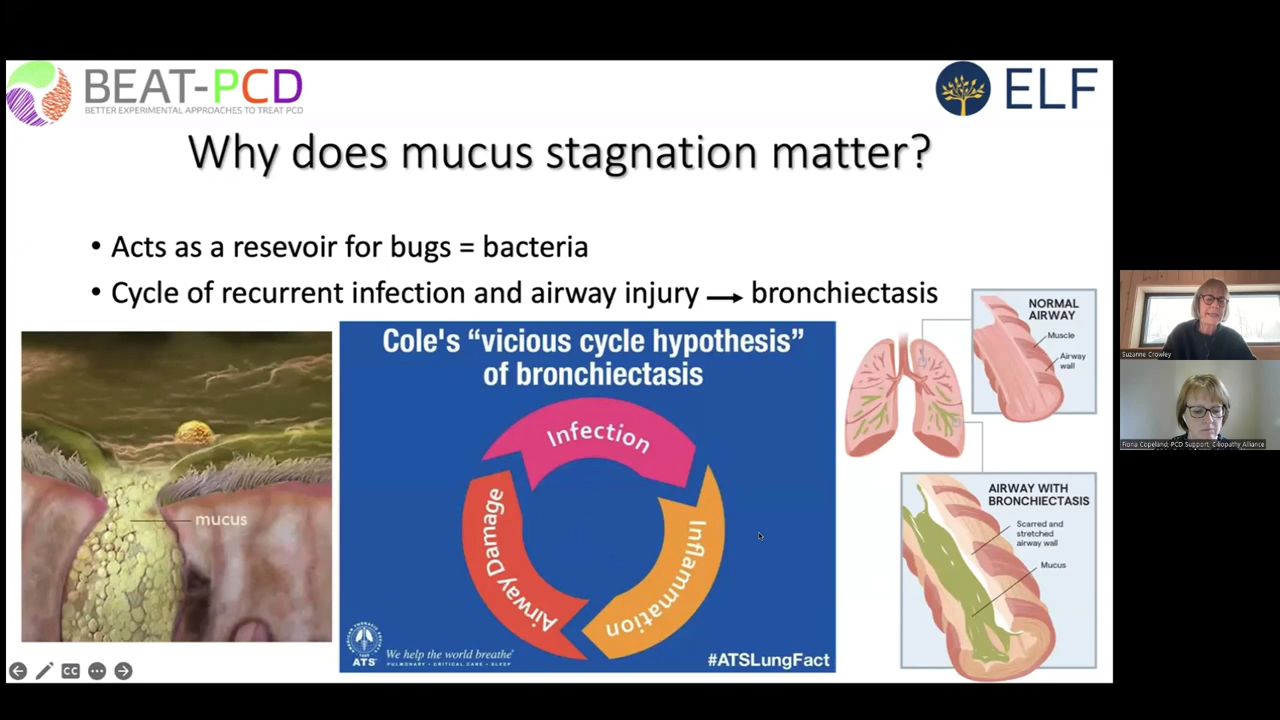 BEAT-PCD
BETTER EXPERIMENTAL APPROACHES TO TREAT PCD
ELF
Why does mucus stagnation matter?
• Acts as a resevoir for bugs = bacteria
• Cycle of recurrent infection and airway injury → bronchiectasis
mucus
Cole's "vicious cycle hypothesis"
of bronchiectasis
Infection
Inflammation
Airway Damage
ATS
We help the world breathe
PULMONARY • CRITICAL CARE • SLEEP
#ATSLungFact
NORMAL
AIRWAY
Muscle
Airway
wall
AIRWAY WITH
BRONCHIECTASIS
Scarred and
stretched
airway wall
Mucus
CC
Suzanne Crowley
Fiona Copeland, PCD Support, Ciliopathy Alliance